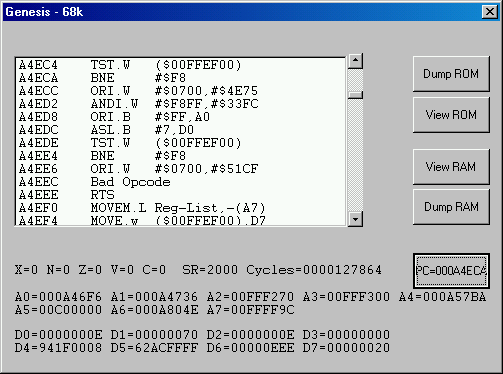 Genesis - 68k
A4EC4 TST.W ($00FFEF00)
A4ECA BNE #$F8
A4ECC ORI.W #$0700,#$4E75
A4ED2 ANDI.W #$F8FF,#$33FC
A4ED8 OR.B #$FF,A0
A4EDC ASL.B #7,D0
A4EDE TST.W ($00FFEF00)
A4EE4 BNE #$F8
A4EE6 ORI.W #$0700,#$51CF
A4EEC Bad Opcode
A4EEE RTS
A4EF0 MOVEM.L Reg-List,-(A7)
A4EF4 MOVE.w ($00FFEF00),D7
Dump ROM
View ROM
View RAM
Dump RAM
X=0 N=0 Z=0 V=0 C=0 SR=2000 Cycles=0000127864
PC=000A4ECA
A0=000A46F6 A1=000A4736 A2=00FFF270 A3=00FFF300 A4=000A57BA
A5=00C00000 A6=000A804E A7=00FFFF9C
D0=0000000E D1=00000070 D2=0000000E D3=00000000
D4=941F0008 D5=62ACFFFF D6=00000EEE D7=00000020